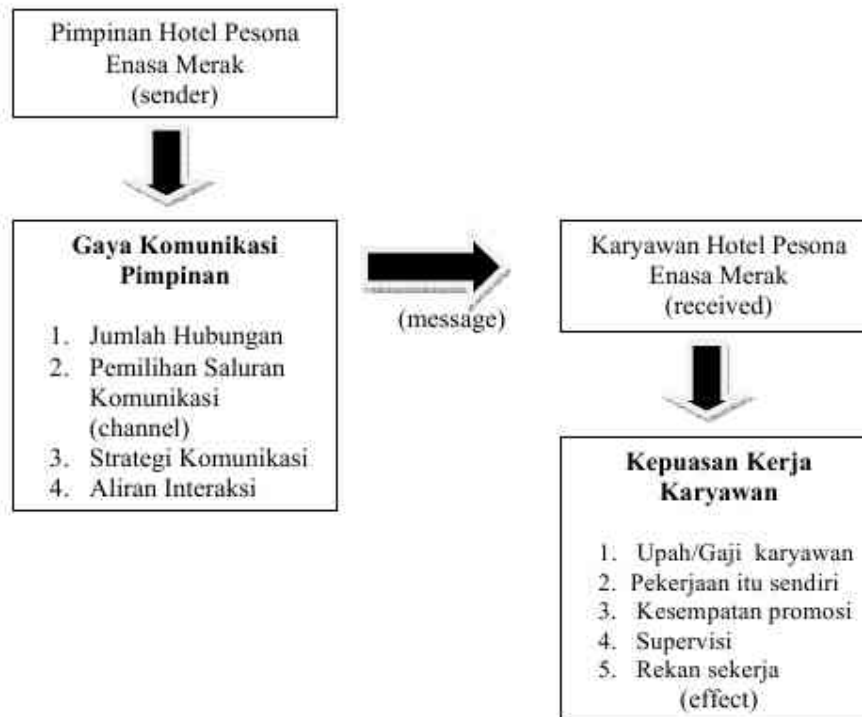 Pimpinan Hotel Pesona
Enasa Merak
(sender)
Gaya Komunikasi
Pimpinan
1. Jumlah Hubungan
2. Pemilihan Saluran
Komunikasi
(channel)
3. Strategi Komunikasi
4. Aliran Interaksi
(message)
Karyawan Hotel Pesona
Enasa Merak
(received)
Kepuasan Kerja
Karyawan
1. Upah/Gaji karyawan
2. Pekerjaan itu sendiri
3. Kesempatan promosi
4. Supervisi
5. Rekan sekerja
(effect)